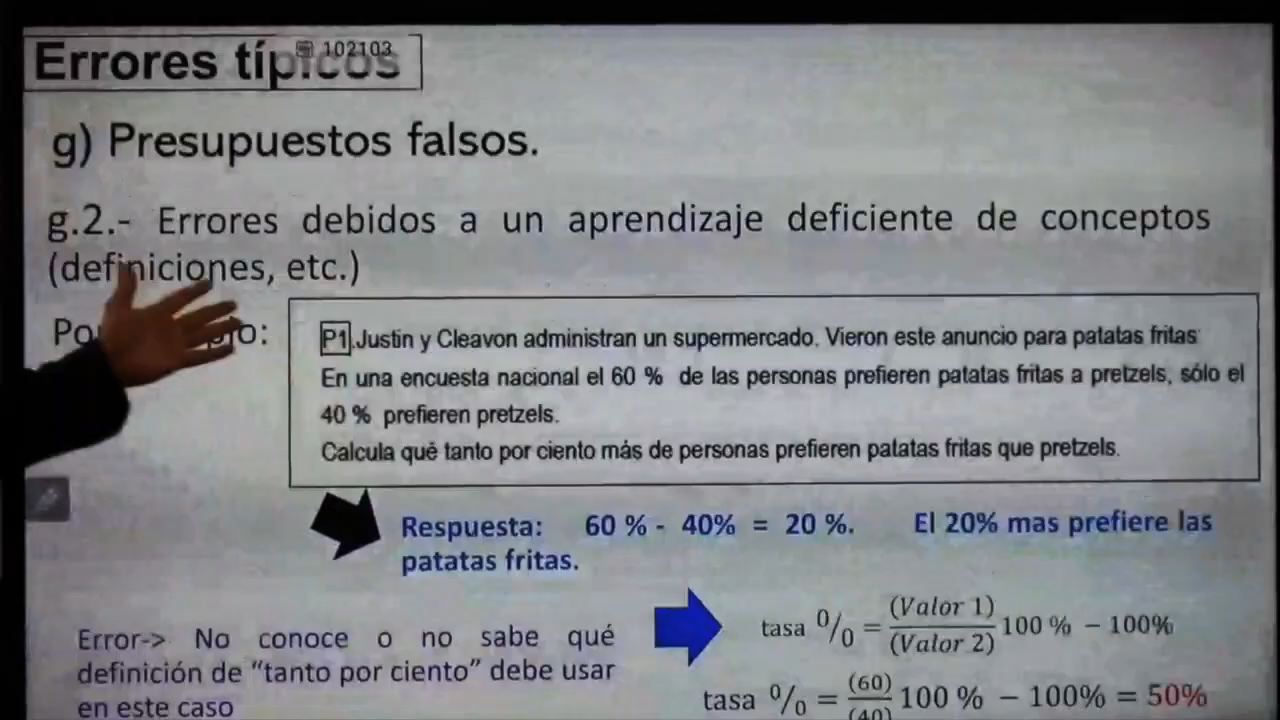 Errores típicos
102103
g) Presupuestos falsos.
g.2.- Errores debidos a un aprendizaje deficiente de conceptos
(definiciones, etc.)
P1 Justin y Cleavon administran un supermercado. Vieron este anuncio para patatas fritas
En una encuesta nacional el 60 % de las personas prefieren patatas fritas a pretzels, sólo el
40 % prefieren pretzels.
Calcula qué tanto por ciento más de personas prefieren patatas fritas que pretzels.
Respuesta: 60 % - 40% = 20 %. El 20% mas prefiere las
patatas fritas.
Error-> No conoce o no sabe qué
definición de “tanto por ciento” debe usar
en este caso
tasa % = (Valor 1) / (Valor 2) 100 % − 100%
tasa % = (60) / (40) 100 % − 100% = 50%